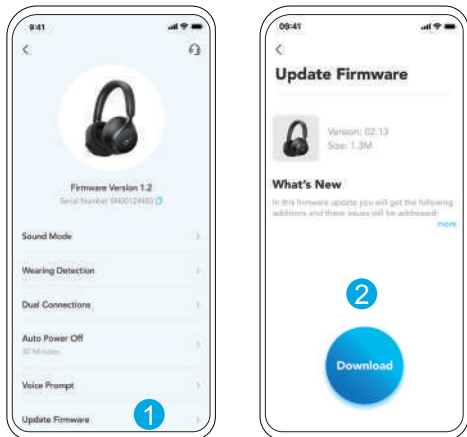 9:41
Firmware Version 1.2
Serial Number SN00124483
Sound Mode
Wearing Detection
Dual Connections
Auto Power Off
30 Minutes
Voice Prompt
Update Firmware
1
09:41
Update Firmware
Version: 02.13
Size: 1.3M
What's New
In this firmware update you will get the following
additions and these issues will be addressed:
more
2
Download